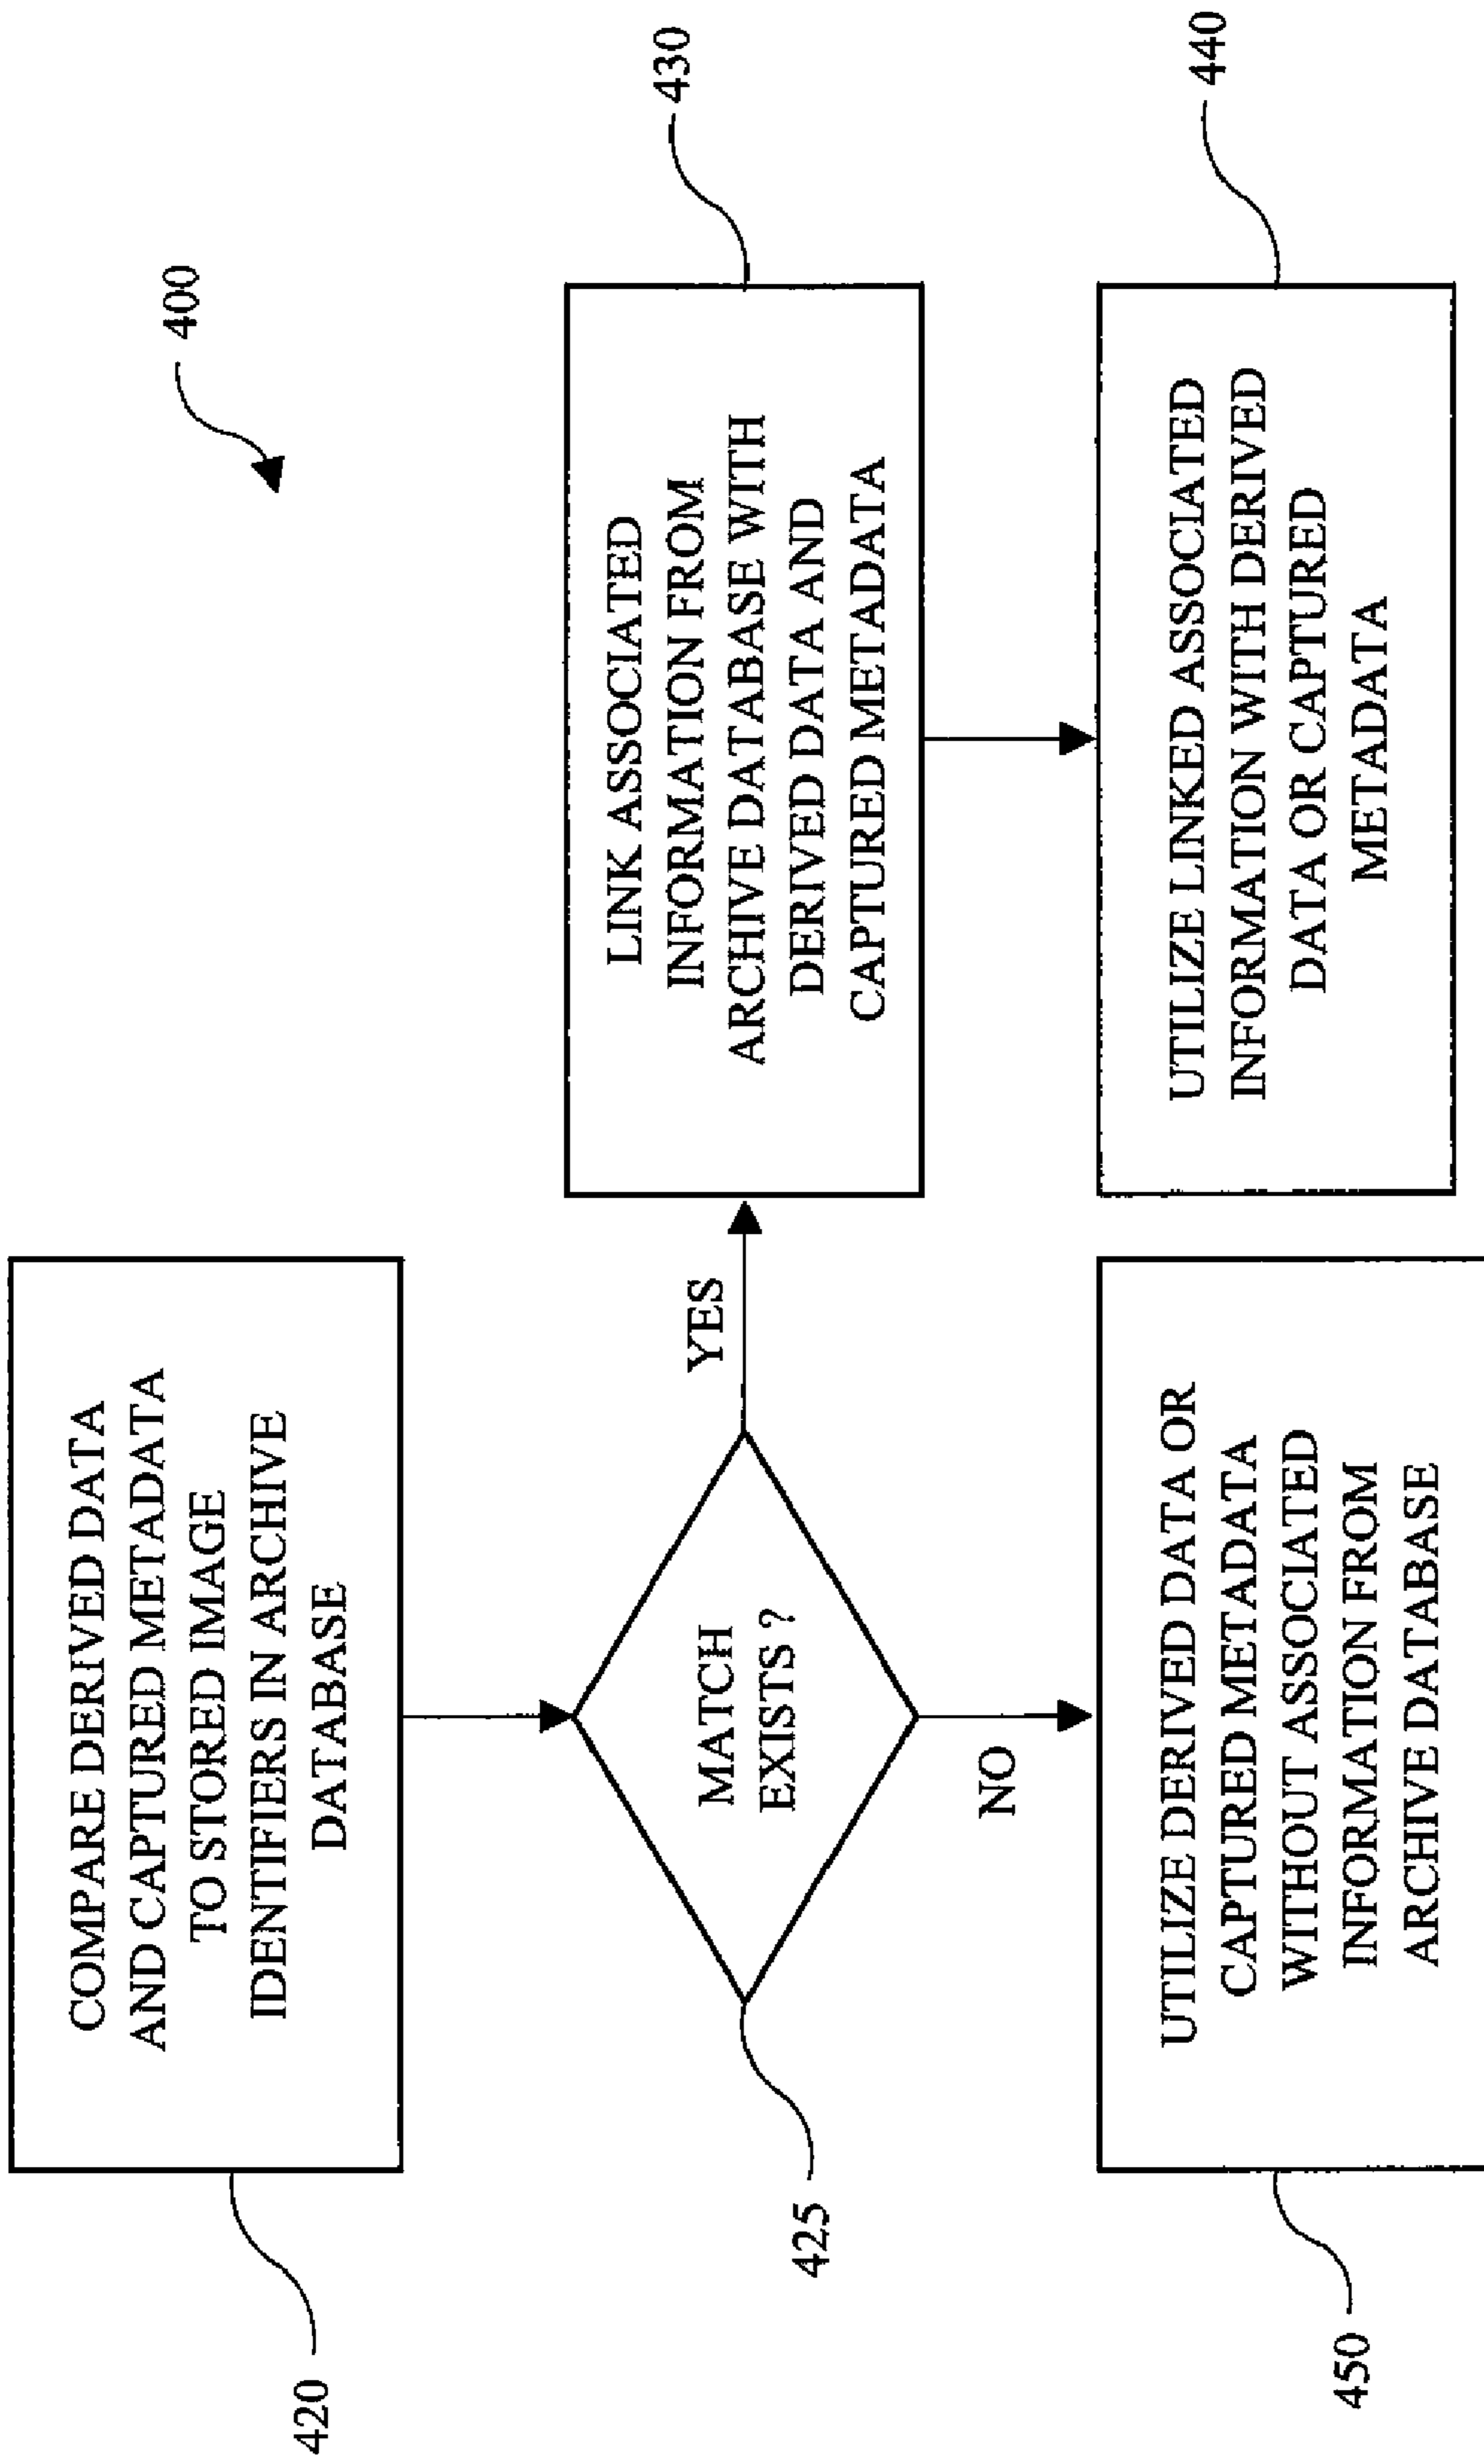 400
COMPARE DERIVED DATA
AND CAPTURED METADATA
TO STORED IMAGE
IDENTIFIERS IN ARCHIVE
DATABASE
420
MATCH
EXISTS ?
425
YES
LINK ASSOCIATED
INFORMATION FROM
ARCHIVE DATABASE WITH
DERIVED DATA AND
CAPTURED METADATA
430
NO
UTILIZE DERIVED DATA OR
CAPTURED METADATA
WITHOUT ASSOCIATED
INFORMATION FROM
ARCHIVE DATABASE
450
UTILIZE LINKED ASSOCIATED
INFORMATION WITH DERIVED
DATA OR CAPTURED
METADATA
440